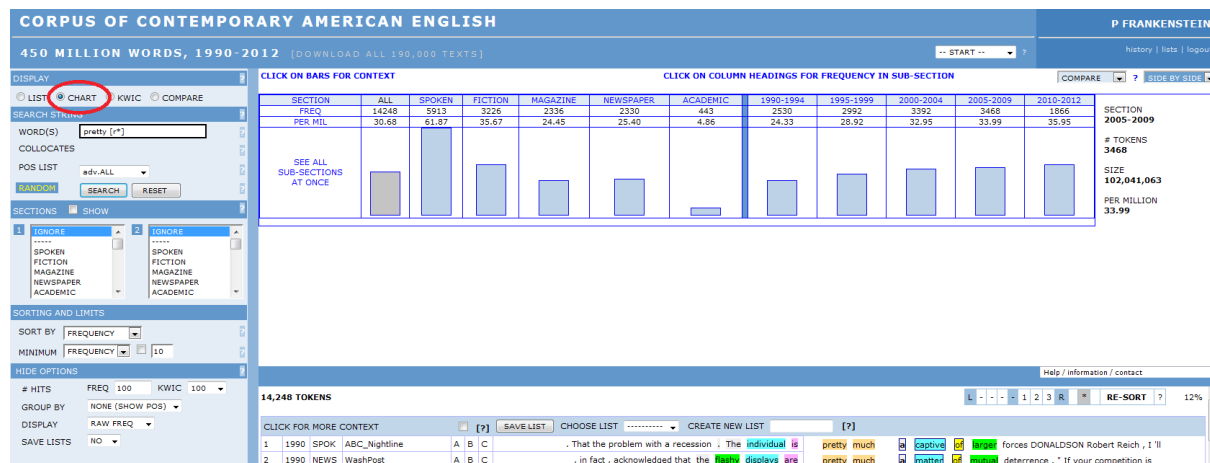 CORPUS OF CONTEMPORARY AMERICAN ENGLISH
P FRANKENSTEIN
450 MILLION WORDS, 1990-2012 [DOWNLOAD ALL 190,000 TEXTS]
-- START -- ?
history | lists | logou
DISPLAY ?
LIST CHART KWIC COMPARE
SEARCH STRING ?
WORD(S) pretty [r*]
COLLOCATES
POS LIST adv.ALL
RANDOM SEARCH RESET
SECTIONS SHOW ?
1 IGNORE
-----
SPOKEN
FICTION
MAGAZINE
NEWSPAPER
ACADEMIC
2 IGNORE
-----
SPOKEN
FICTION
MAGAZINE
NEWSPAPER
ACADEMIC
SORTING AND LIMITS
SORT BY FREQUENCY
MINIMUM FREQUENCY 10
HIDE OPTIONS ?
# HITS FREQ 100 KWIC 100
GROUP BY NONE (SHOW POS)
DISPLAY RAW FREQ
SAVE LISTS NO
CLICK ON BARS FOR CONTEXT
CLICK ON COLUMN HEADINGS FOR FREQUENCY IN SUB-SECTION
COMPARE ? SIDE BY SIDE
SECTION ALL SPOKEN FICTION MAGAZINE NEWSPAPER ACADEMIC 1990-1994 1995-1999 2000-2004 2005-2009 2010-2012
FREQ 14248 5913 3226 2336 2330 443 2530 2992 3392 3468 1866
PER MIL 30.68 61.87 35.67 24.45 25.40 4.86 24.33 28.92 32.95 33.99 35.95
SEE ALL
SUB-SECTIONS
AT ONCE
SECTION
2005-2009
# TOKENS
3468
SIZE
102,041,063
PER MILLION
33.99
Help / information / contact
14,248 TOKENS
L - - - - 1 2 3 R * RE-SORT ? 12%
CLICK FOR MORE CONTEXT [?] SAVE LIST CHOOSE LIST ---------- CREATE NEW LIST [?]
1 1990 SPOK ABC_Nightline A B C . That the problem with a recession . The individual is pretty much a captive of larger forces DONALDSON Robert Reich , I 'll
2 1990 NEWS WashPost A B C . in fact , acknowledged that the flashy displays are pretty much a matter of mutual deterrence . " If your competition is